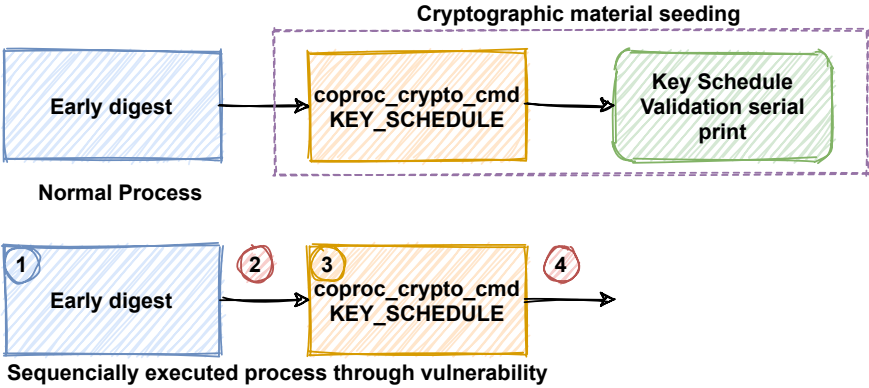 Cryptographic material seeding
Early digest
coproc_crypto_cmd
KEY_SCHEDULE
Key Schedule
Validation serial
print
Normal Process
1
2
3
4
Early digest
coproc_crypto_cmd
KEY_SCHEDULE
Sequencially executed process through vulnerability